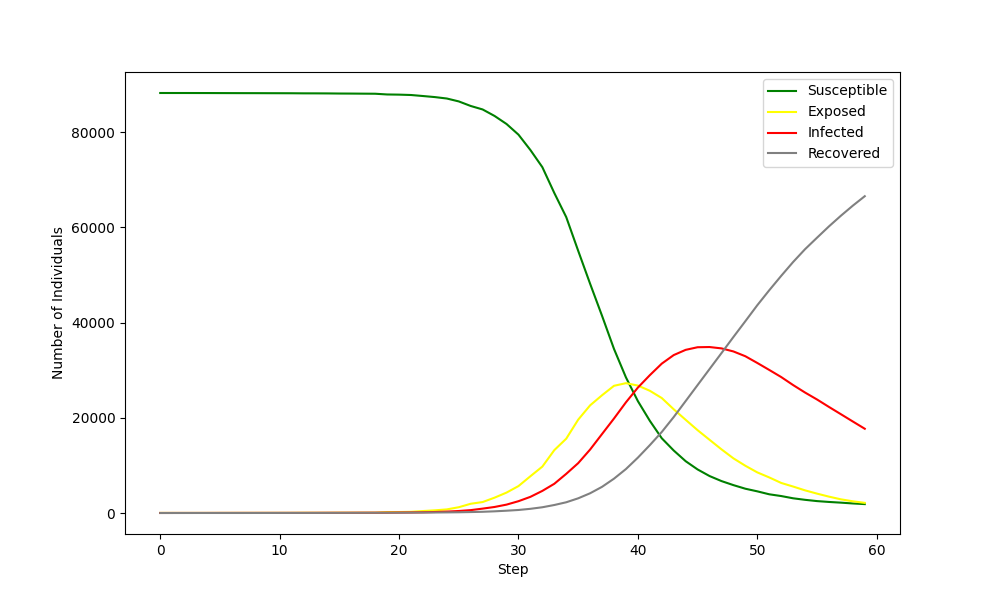 Susceptible
Exposed
Infected
Recovered
Number of Individuals
80000
60000
40000
20000
0
0 10 20 30 40 50 60
Step